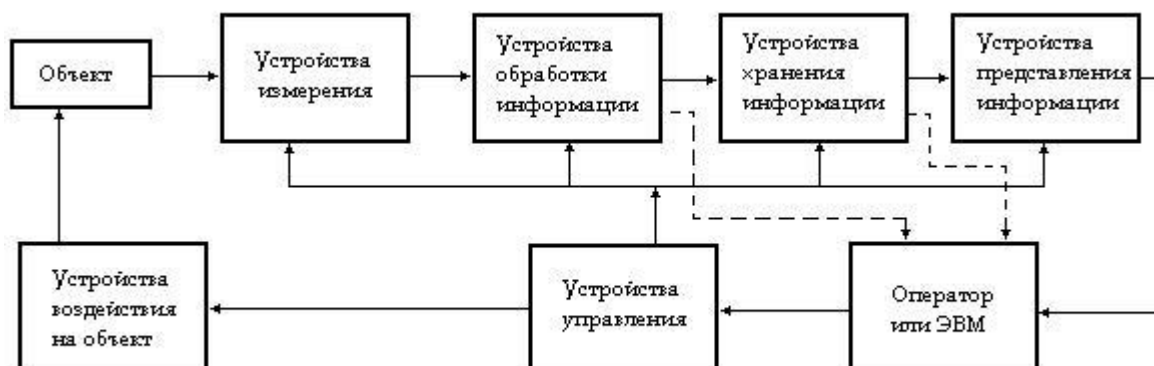 Объект
Устройства
измерения
Устройства
обработки
информации
Устройства
хранения
информации
Устройства
представления
информации
Устройства
воздействия
на объект
Устройства
управления
Оператор
или ЭВМ